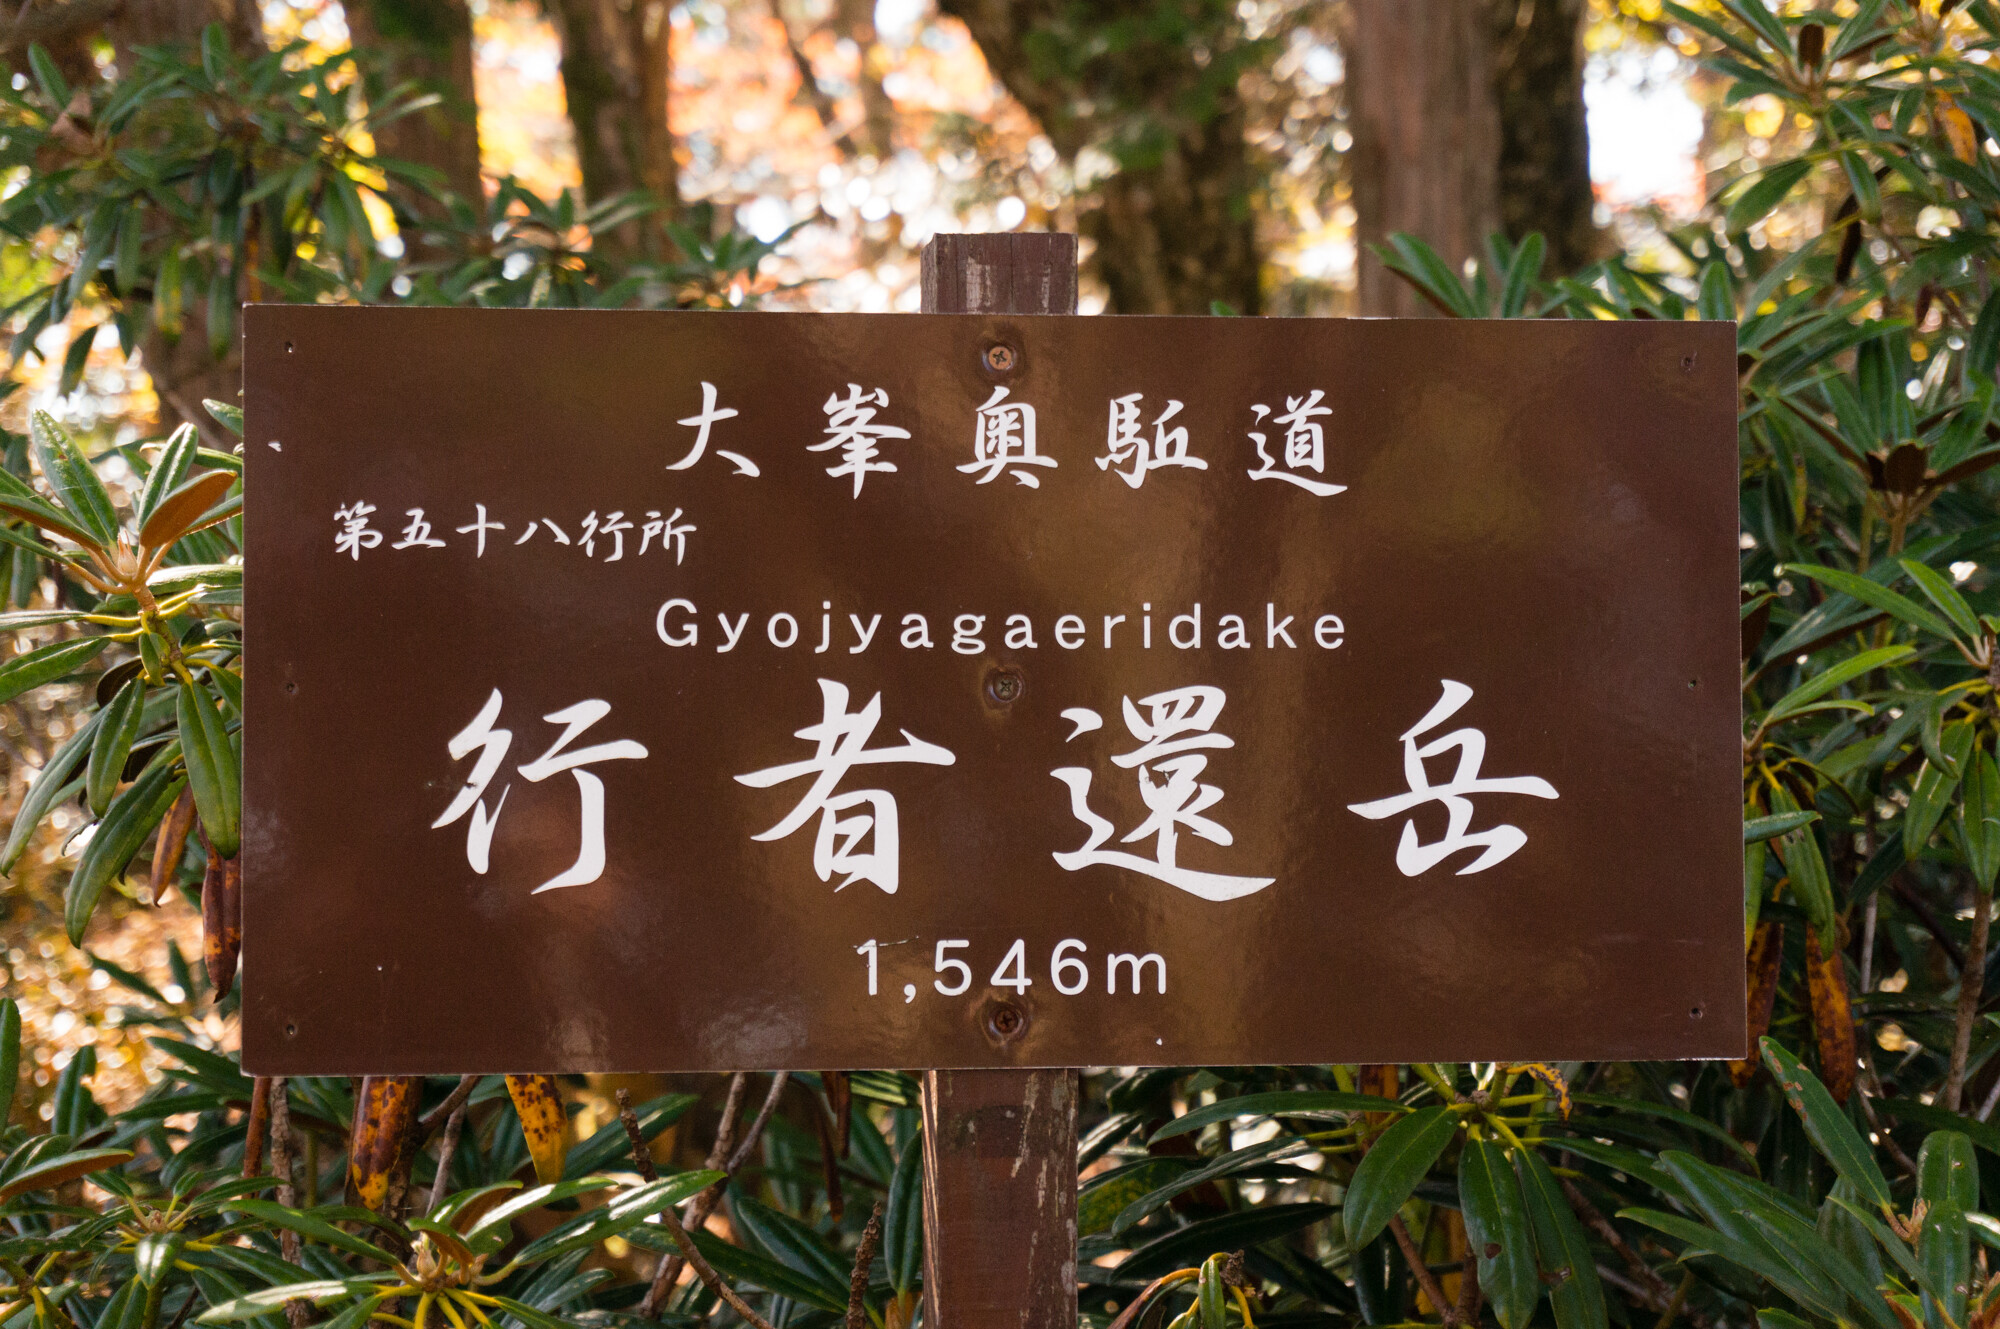 大峯奥駈道
第五十八行所
Gyojyagaeridake
行者還岳
1,546m